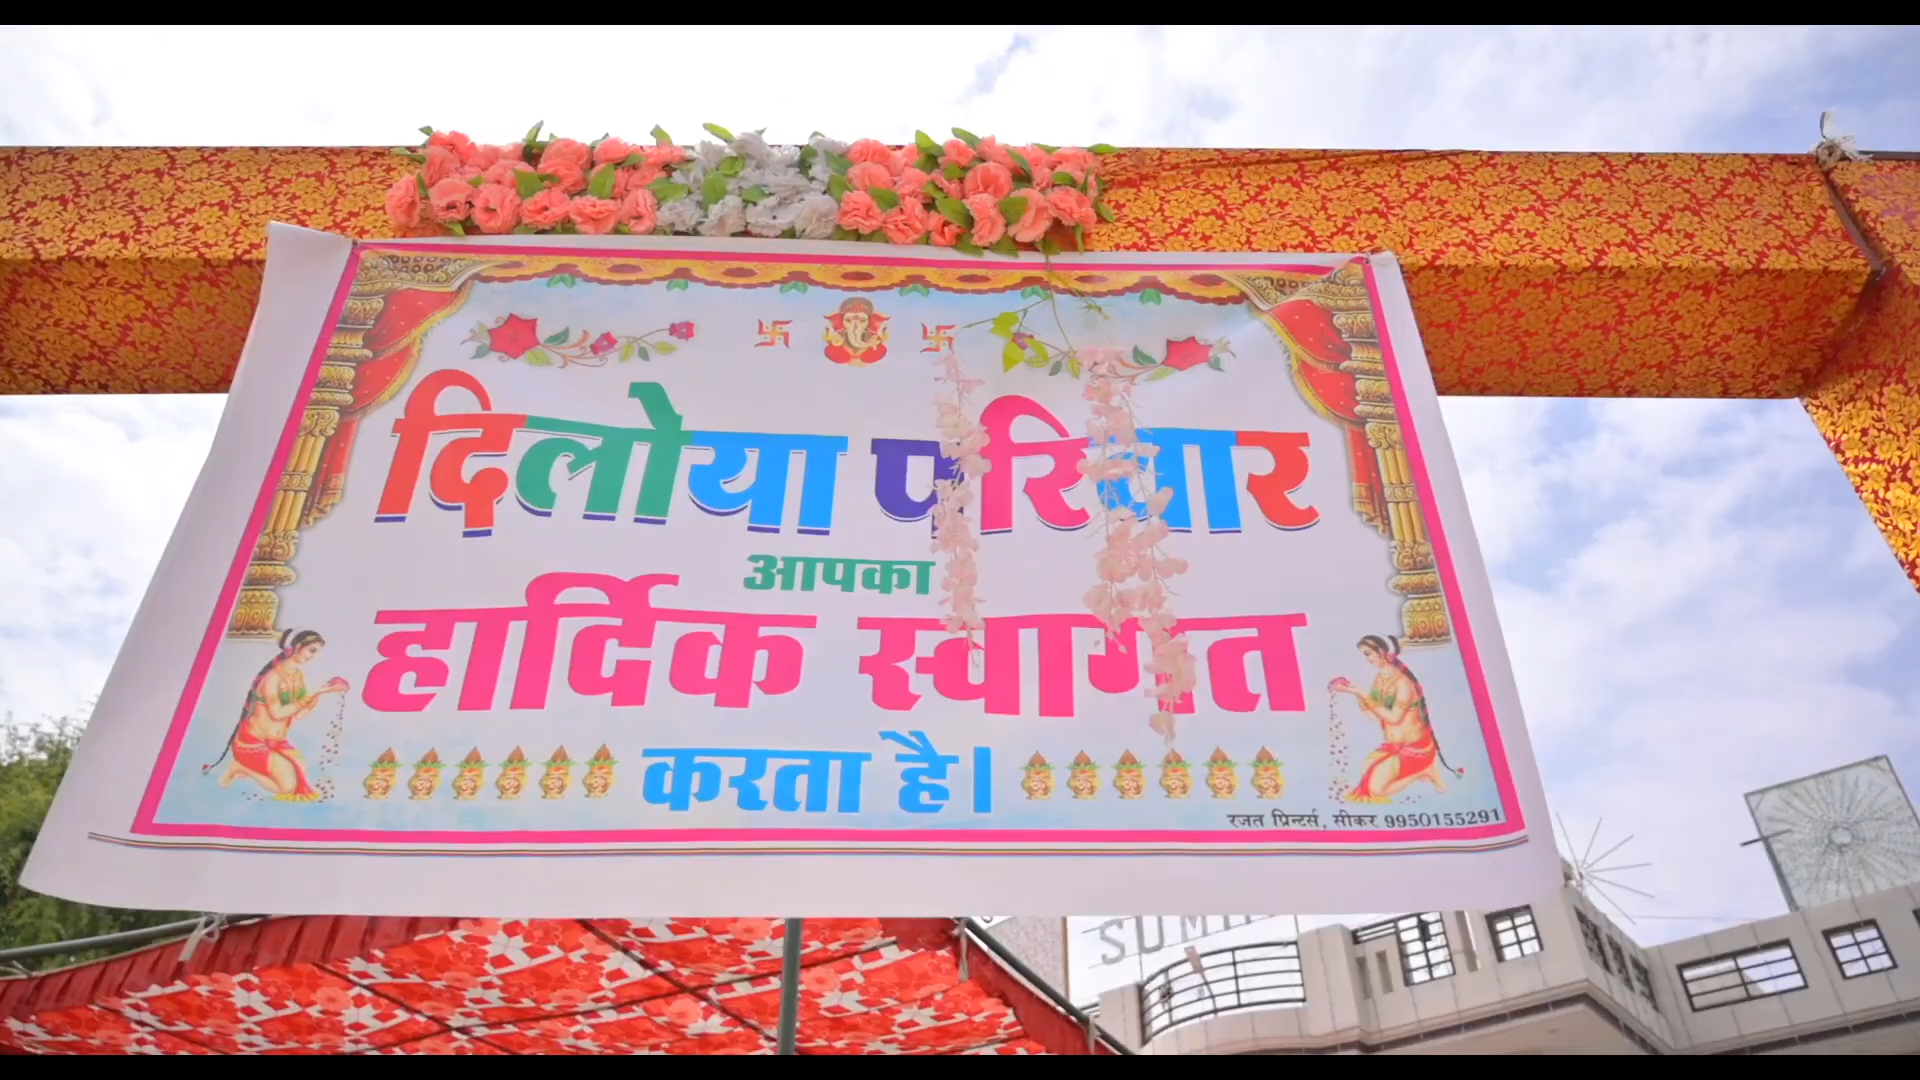 दिलोया परिवार
आपका
हार्दिक स्वागत
करता है।
रजत प्रिन्टर्स, सीकर 9950155291